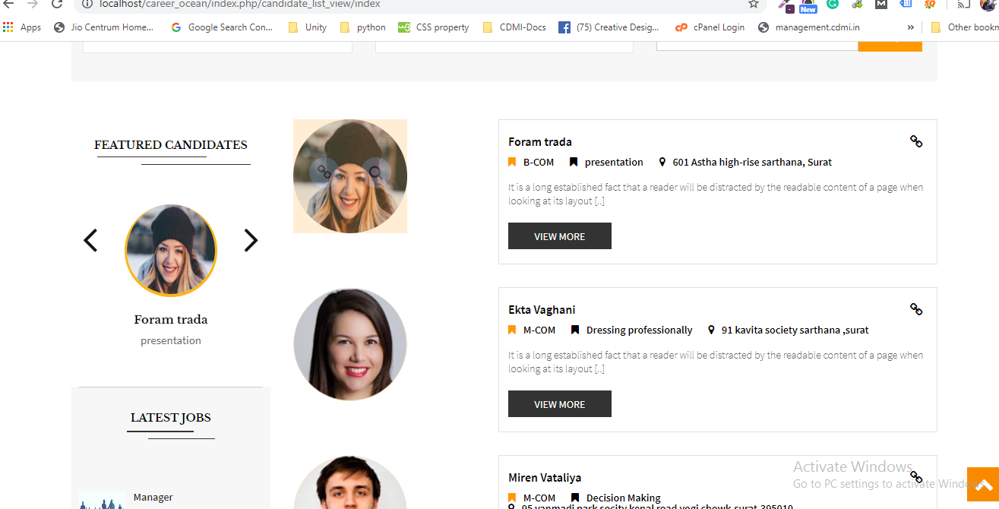 localhost/career_ocean/index.php/candidate_list_view/index
New
Apps Jio Centrum Home... Google Search Con... Unity python CSS property CDMI-Docs (75) Creative Desig... cPanel Login management.cdmi.in » Other bookm
FEATURED CANDIDATES
Foram trada
presentation
LATEST JOBS
Manager
Foram trada
B-COM presentation 601 Astha high-rise sarthana, Surat
It is a long established fact that a reader will be distracted by the readable content of a page when
looking at its layout [..]
VIEW MORE
Ekta Vaghani
M-COM Dressing professionally 91 kavita society sarthana ,surat
It is a long established fact that a reader will be distracted by the readable content of a page when
looking at its layout [..]
VIEW MORE
Miren Vataliya
M-COM Decision Making
95 yanmadi park socity kenal road yogi chowk surat 395010
Activate Windows
Go to PC settings to activate Windows.